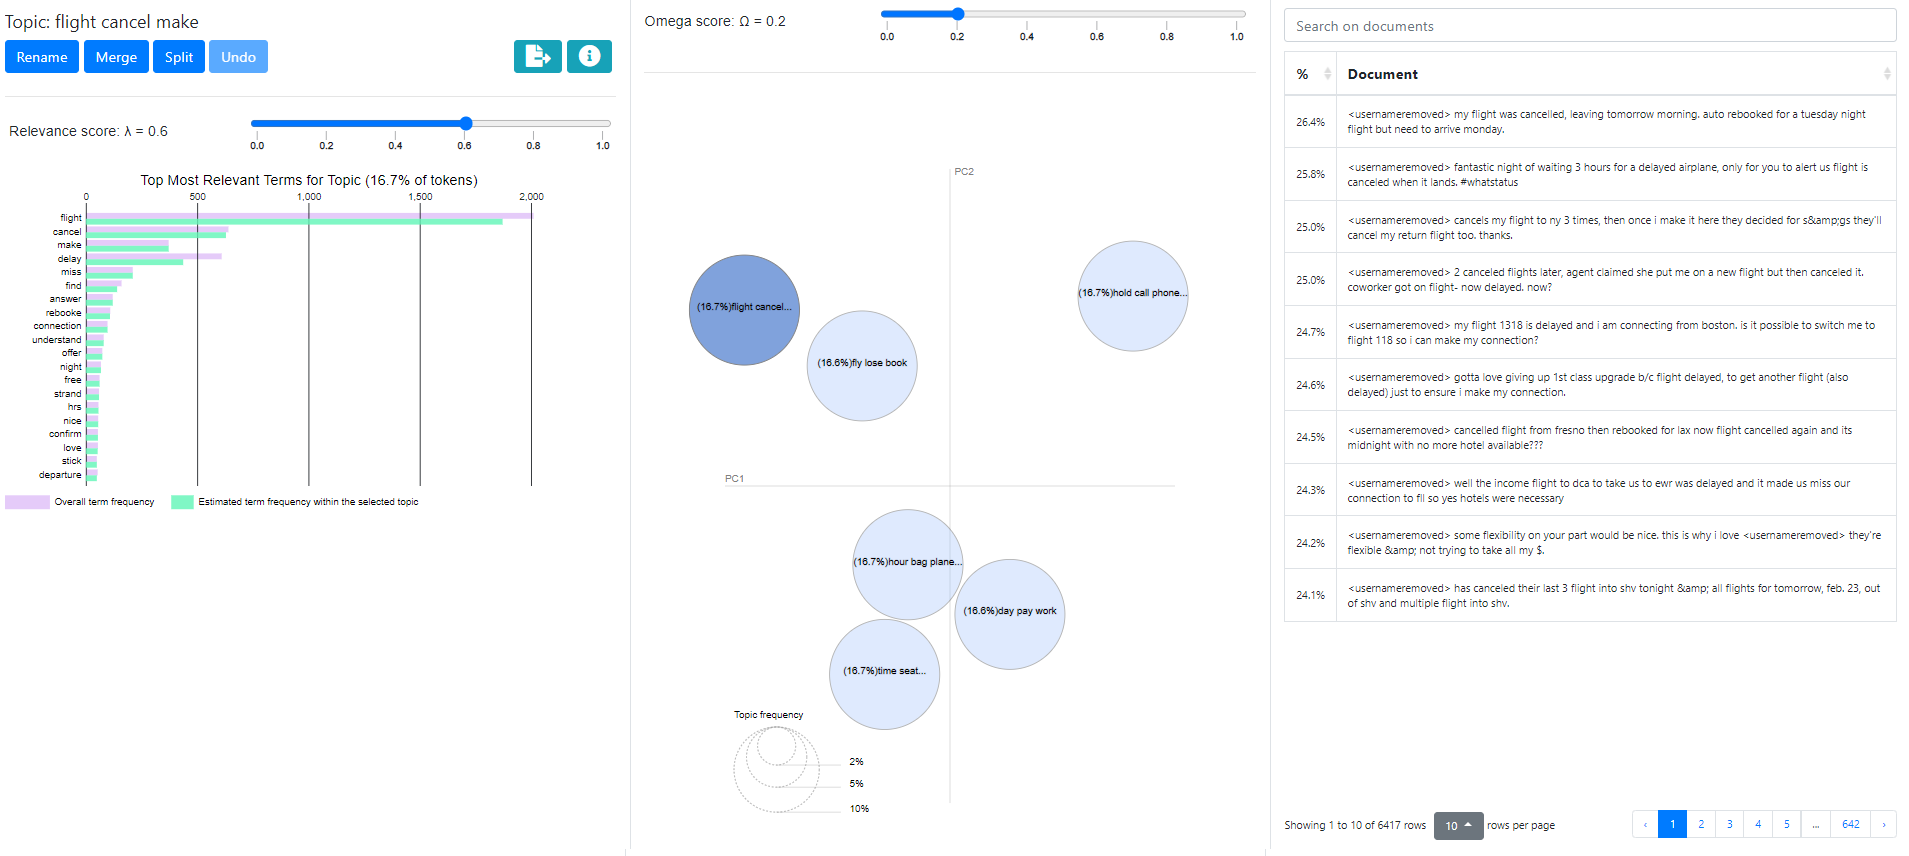 Topic: flight cancel make
Rename Merge Split Undo
Relevance score: λ = 0.6
0.0 0.2 0.4 0.6 0.8 1.0
Top Most Relevant Terms for Topic (16.7% of tokens)
0 500 1,000 1,500 2,000
flight
cancel
make
delay
miss
find
answer
rebooke
connection
understand
offer
night
free
strand
hrs
nice
confirm
love
stick
departure
Overall term frequency Estimated term frequency within the selected topic
Omega score: Ω = 0.2
0.0 0.2 0.4 0.6 0.8 1.0
PC2
(16.7%)hold call phone...
(16.7%)flight cancel...
(16.6%)fly lose book
PC1
(16.7%)hour bag plane...
(16.6%)day pay work
(16.7%)time seat...
Topic frequency
2%
5%
10%
Search on documents
% Document
26.4% <usernameremoved> my flight was cancelled, leaving tomorrow morning. auto rebooked for a tuesday night
flight but need to arrive monday.
25.8% <usernameremoved> fantastic night of waiting 3 hours for a delayed airplane, only for you to alert us flight is
canceled when it lands. #whatstatus
25.0% <usernameremoved> cancels my flight to ny 3 times, then once i make it here they decided for s&amp;gs they'll
cancel my return flight too. thanks.
25.0% <usernameremoved> 2 canceled flights later, agent claimed she put me on a new flight but then canceled it.
coworker got on flight- now delayed. now?
24.7% <usernameremoved> my flight 1318 is delayed and i am connecting from boston. is it possible to switch me to
flight 118 so i can make my connection?
24.6% <usernameremoved> gotta love giving up 1st class upgrade b/c flight delayed, to get another flight (also
delayed) just to ensure i make my connection.
24.5% <usernameremoved> cancelled flight from fresno then rebooked for lax now flight cancelled again and its
midnight with no more hotel available???
24.3% <usernameremoved> well the income flight to dca to take us to ewr was delayed and it made us miss our
connection to fll so yes hotels were necessary
24.2% <usernameremoved> some flexibility on your part would be nice. this is why i love <usernameremoved> they're
flexible &amp; not trying to take all my $.
24.1% <usernameremoved> has canceled their last 3 flight into shv tonight &amp; all flights for tomorrow, feb. 23, out
of shv and multiple flight into shv.
Showing 1 to 10 of 6417 rows 10 rows per page ‹ 1 2 3 4 5 ... 642 ›